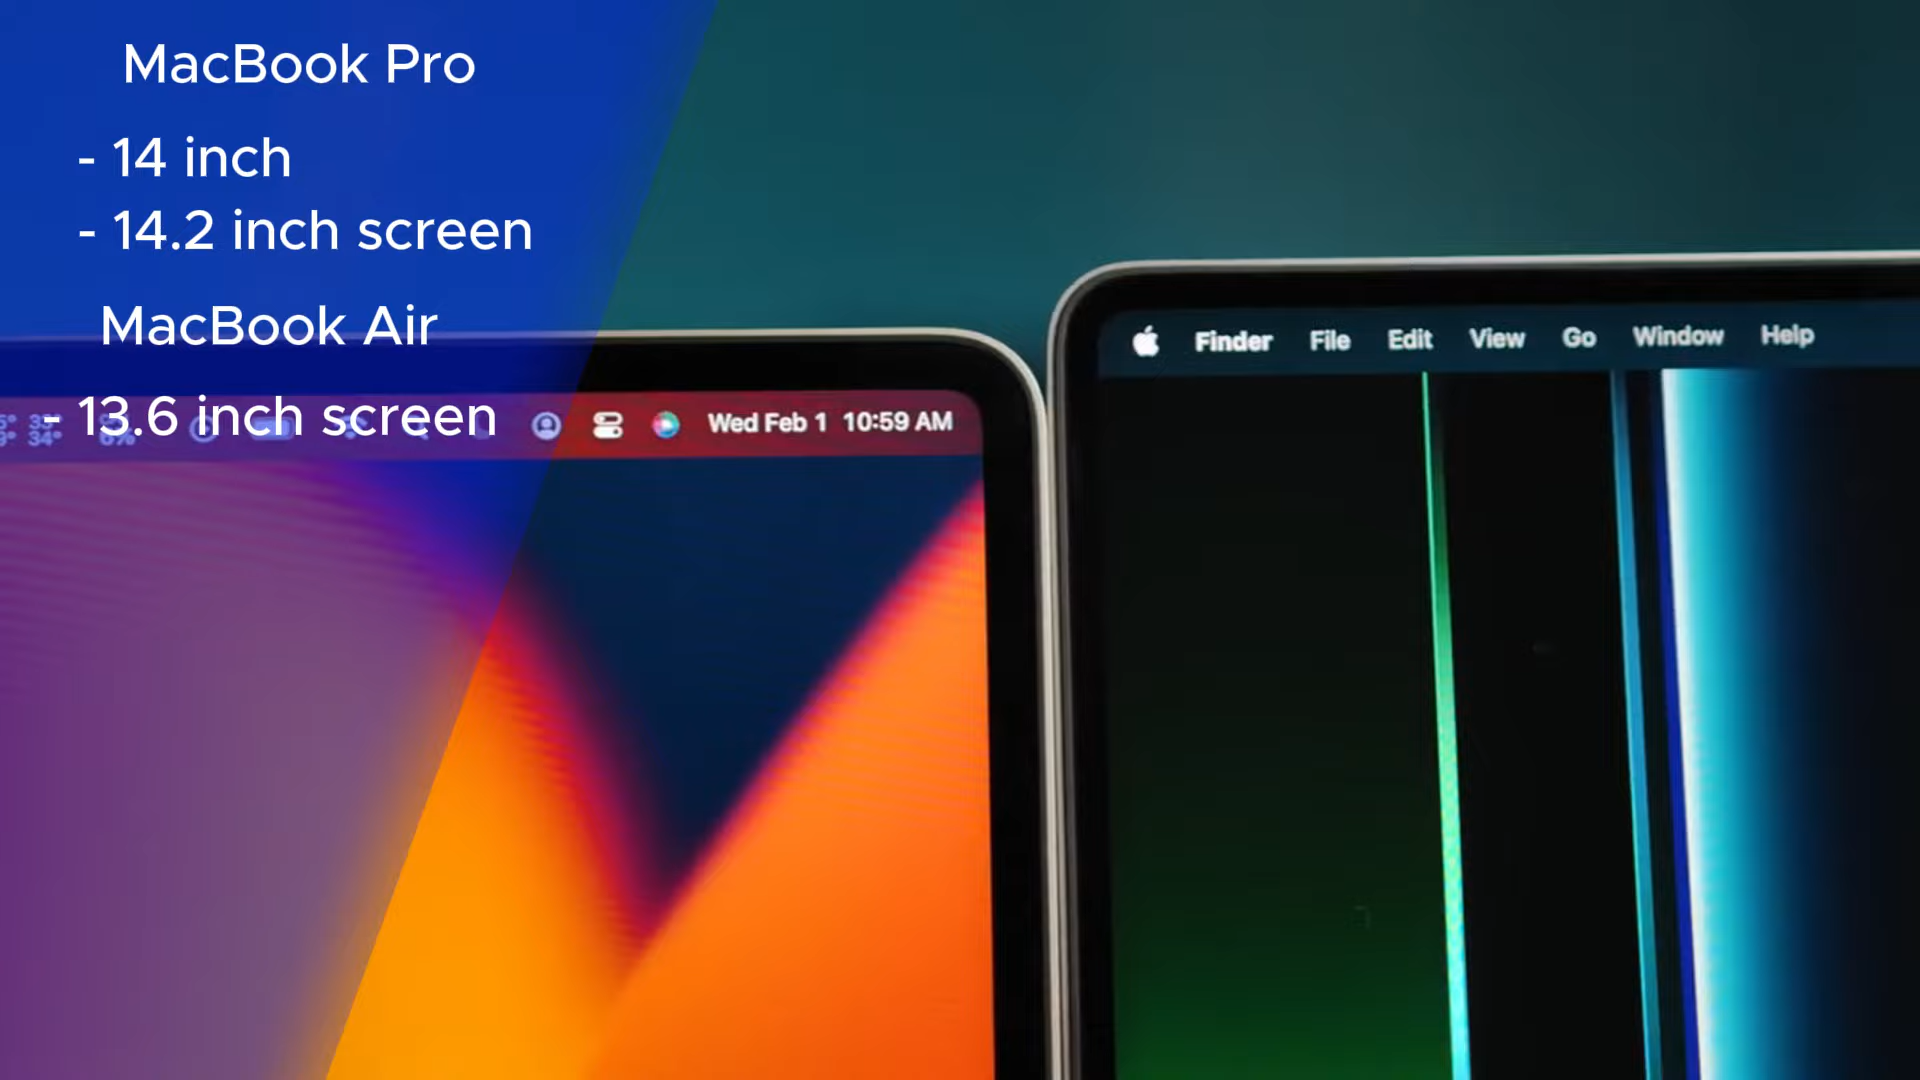 MacBook Pro
- 14 inch
- 14.2 inch screen
MacBook Air
- 13.6 inch screen
Wed Feb 1 10:59 AM
Finder File Edit View Go Window Help